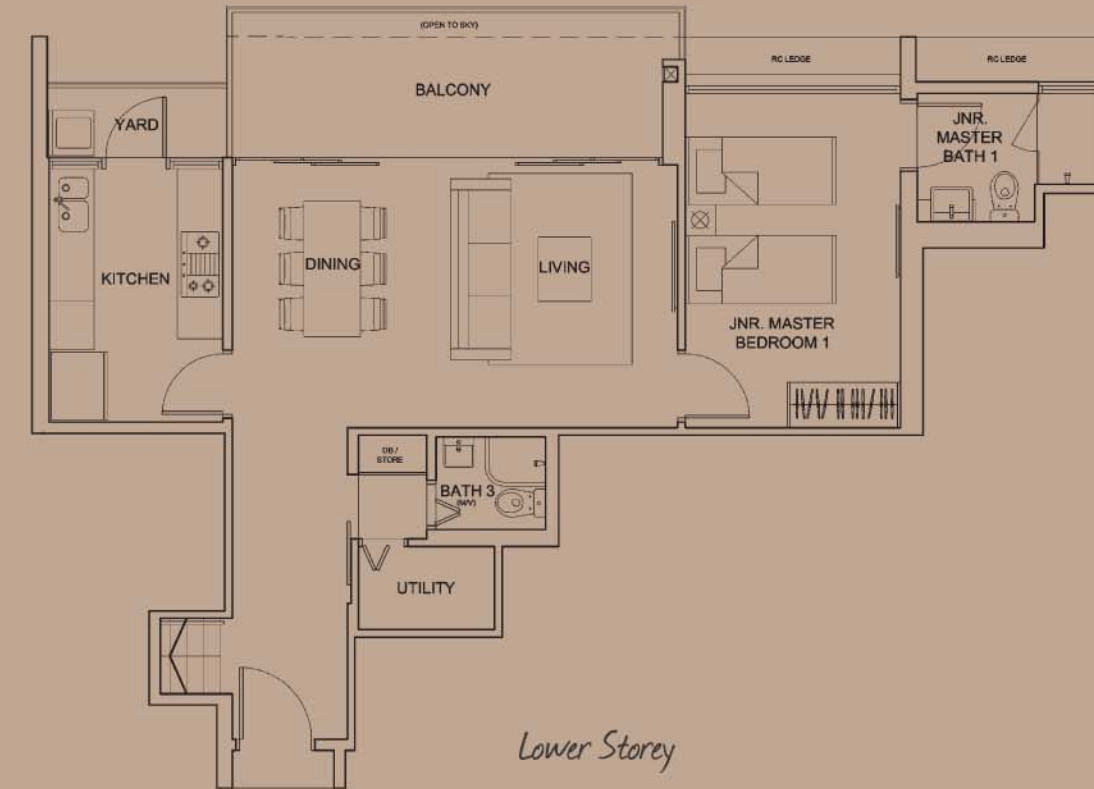 (OPEN TO SKY)
RC LEDGE
RC LEDGE
BALCONY
YARD
JNR.
MASTER
BATH 1
KITCHEN
DINING
LIVING
JNR. MASTER
BEDROOM 1
DB /
STORE
BATH 3
(M/V)
UTILITY
Lower Storey